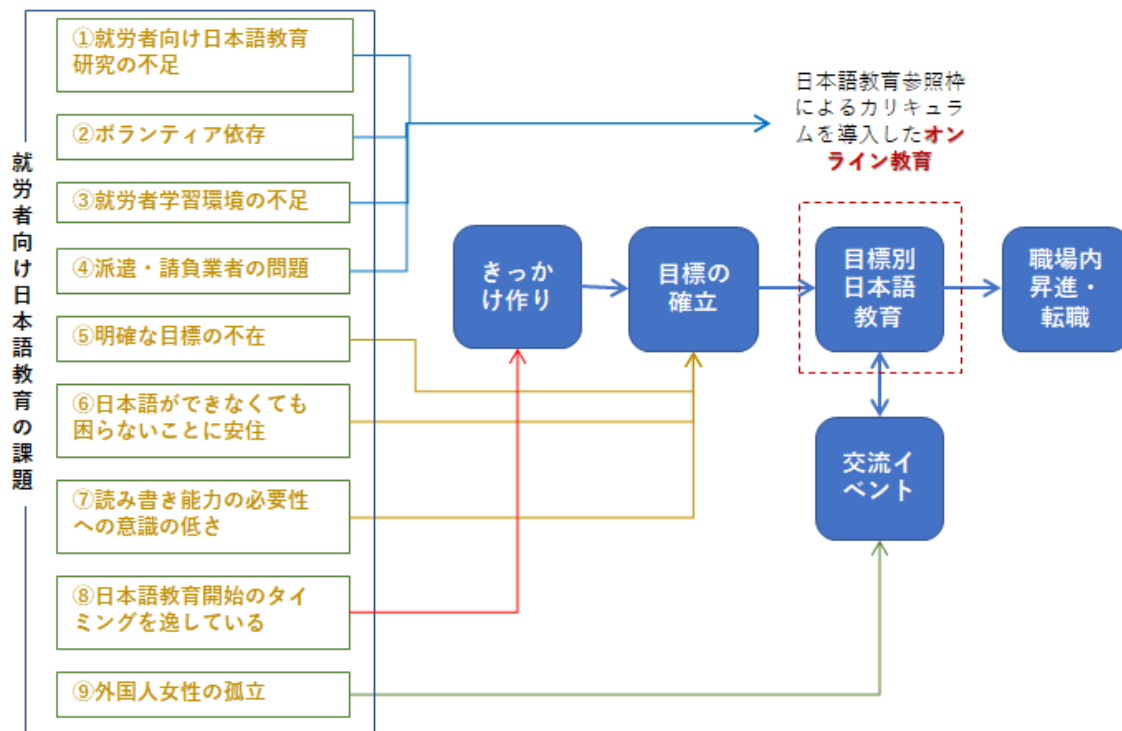 就労者向け日本語教育の課題
①就労者向け日本語教育
研究の不足
②ボランティア依存
③就労者学習環境の不足
④派遣・請負業者の問題
⑤明確な目標の不在
⑥日本語ができなくても
困らないことに安住
⑦読み書き能力の必要性
への意識の低さ
⑧日本語教育開始のタイ
ミングを逸している
⑨外国人女性の孤立
日本語教育参照枠
によるカリキュラ
ムを導入したオン
ライン教育
きっか
け作り
目標の
確立
目標別
日本語
教育
職場内
昇進・
転職
交流イ
ベント